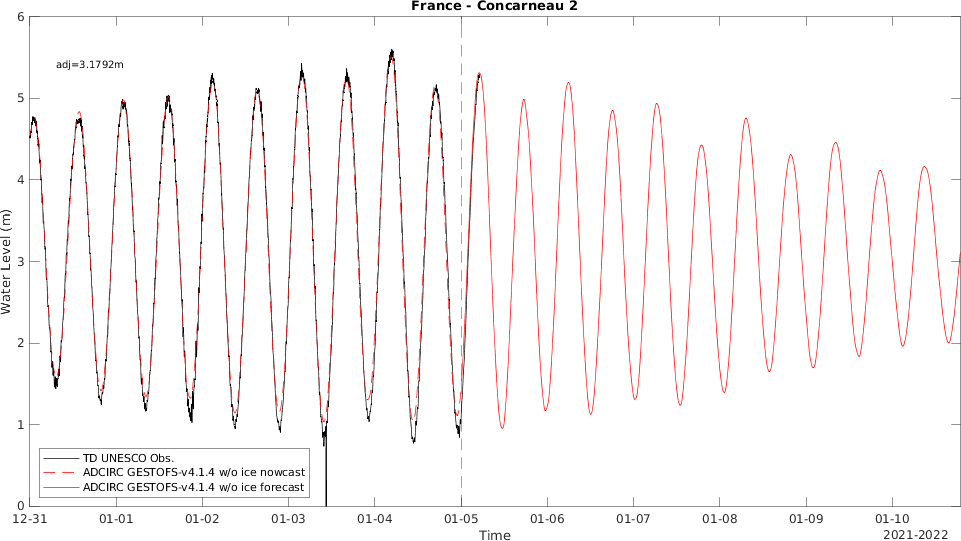 France - Concarneau 2
6
5
4
3
2
1
0
Water Level (m)
adj=3.1792m
TD UNESCO Obs.
ADCIRC GESTOFS-v4.1.4 w/o ice nowcast
ADCIRC GESTOFS-v4.1.4 w/o ice forecast
12-31 01-01 01-02 01-03 01-04 01-05 01-06 01-07 01-08 01-09 01-10
Time
2021-2022